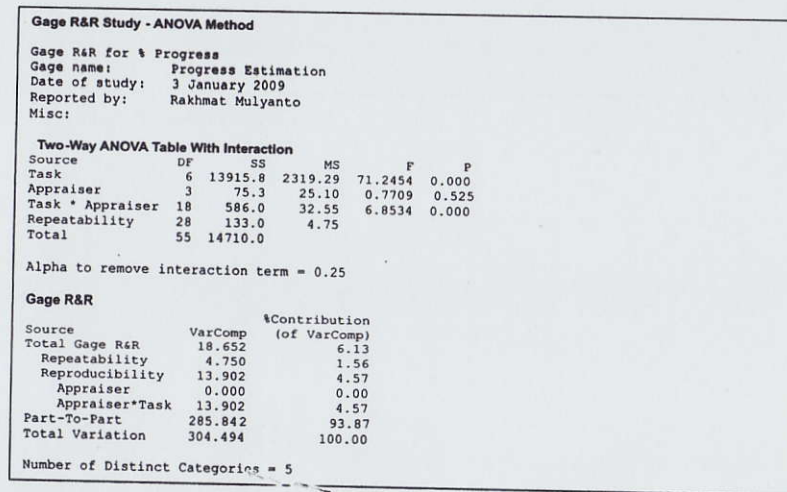 Gage R&R Study - ANOVA Method
Gage R&R for % Progress
Gage name: Progress Estimation
Date of study: 3 January 2009
Reported by: Rakhmat Mulyanto
Misc:
Two-Way ANOVA Table With Interaction
Source DF SS MS F P
Task 6 13915.8 2319.29 71.2454 0.000
Appraiser 3 75.3 25.10 0.7709 0.525
Task * Appraiser 18 586.0 32.55 6.8534 0.000
Repeatability 28 133.0 4.75
Total 55 14710.0
Alpha to remove interaction term = 0.25
Gage R&R
%Contribution
Source VarComp (of VarComp)
Total Gage R&R 18.652 6.13
Repeatability 4.750 1.56
Reproducibility 13.902 4.57
Appraiser 0.000 0.00
Appraiser*Task 13.902 4.57
Part-To-Part 285.842 93.87
Total Variation 304.494 100.00
Number of Distinct Categories = 5